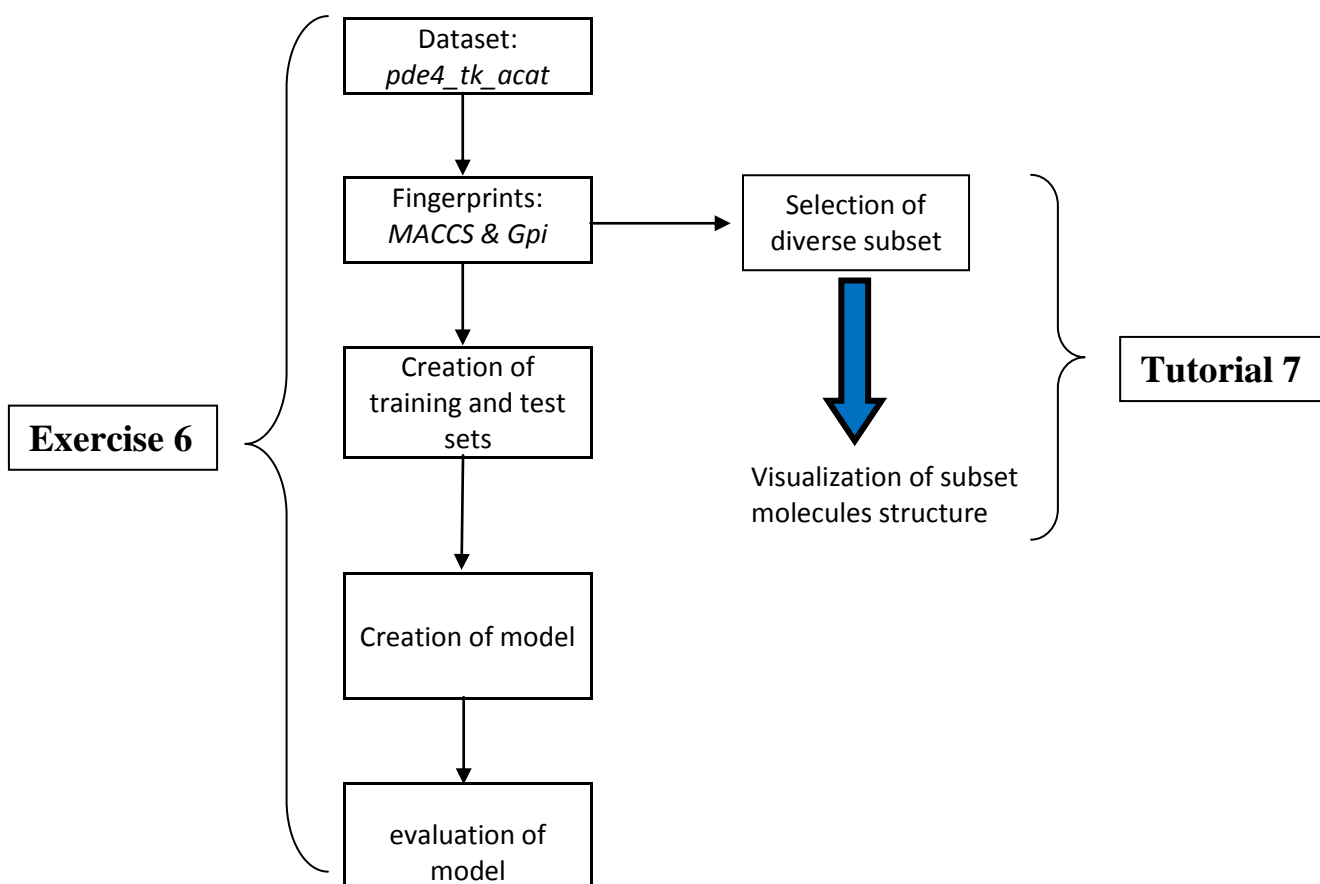 Dataset:
pde4_tk_acat
Fingerprints:
MACCS & Gpi
Selection of
diverse subset
Creation of
training and test
sets
Tutorial 7
Exercise 6
Visualization of subset
molecules structure
Creation of model
evaluation of
model